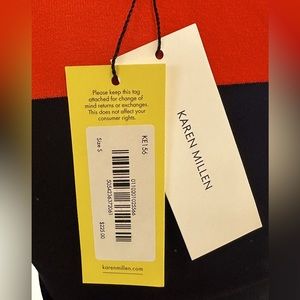 Please keep this tag
attached for change of
mind returns or exchanges.
This does not affect your
consumer rights.
KE156
Size S
$225.00
karenmillen.com
KAREN MILLEN